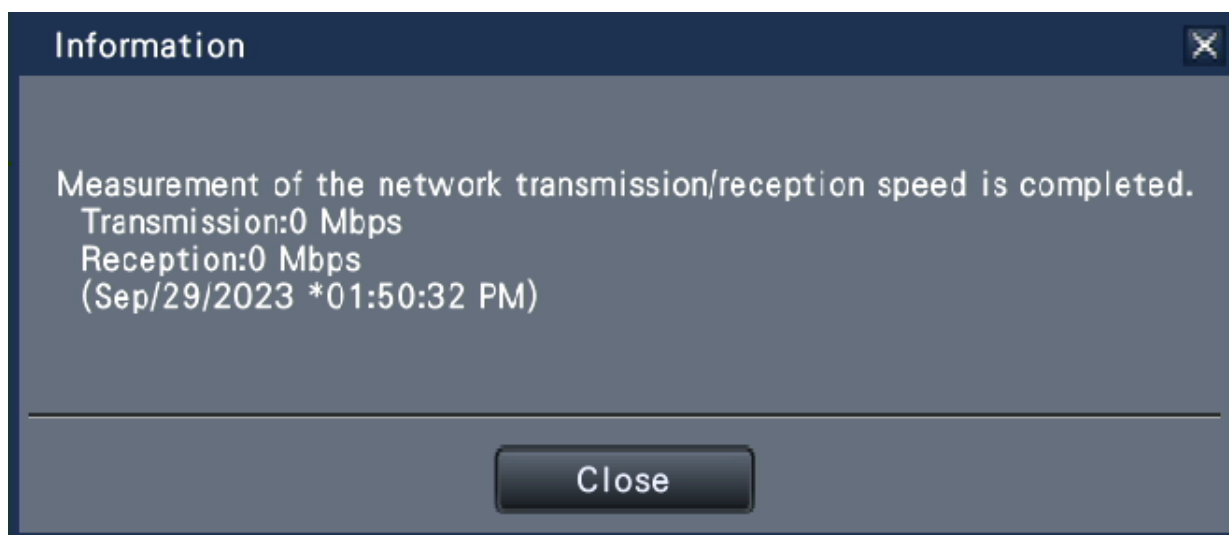 Information
Measurement of the network transmission/reception speed is completed.
Transmission:0 Mbps
Reception:0 Mbps
(Sep/29/2023 *01:50:32 PM)
Close